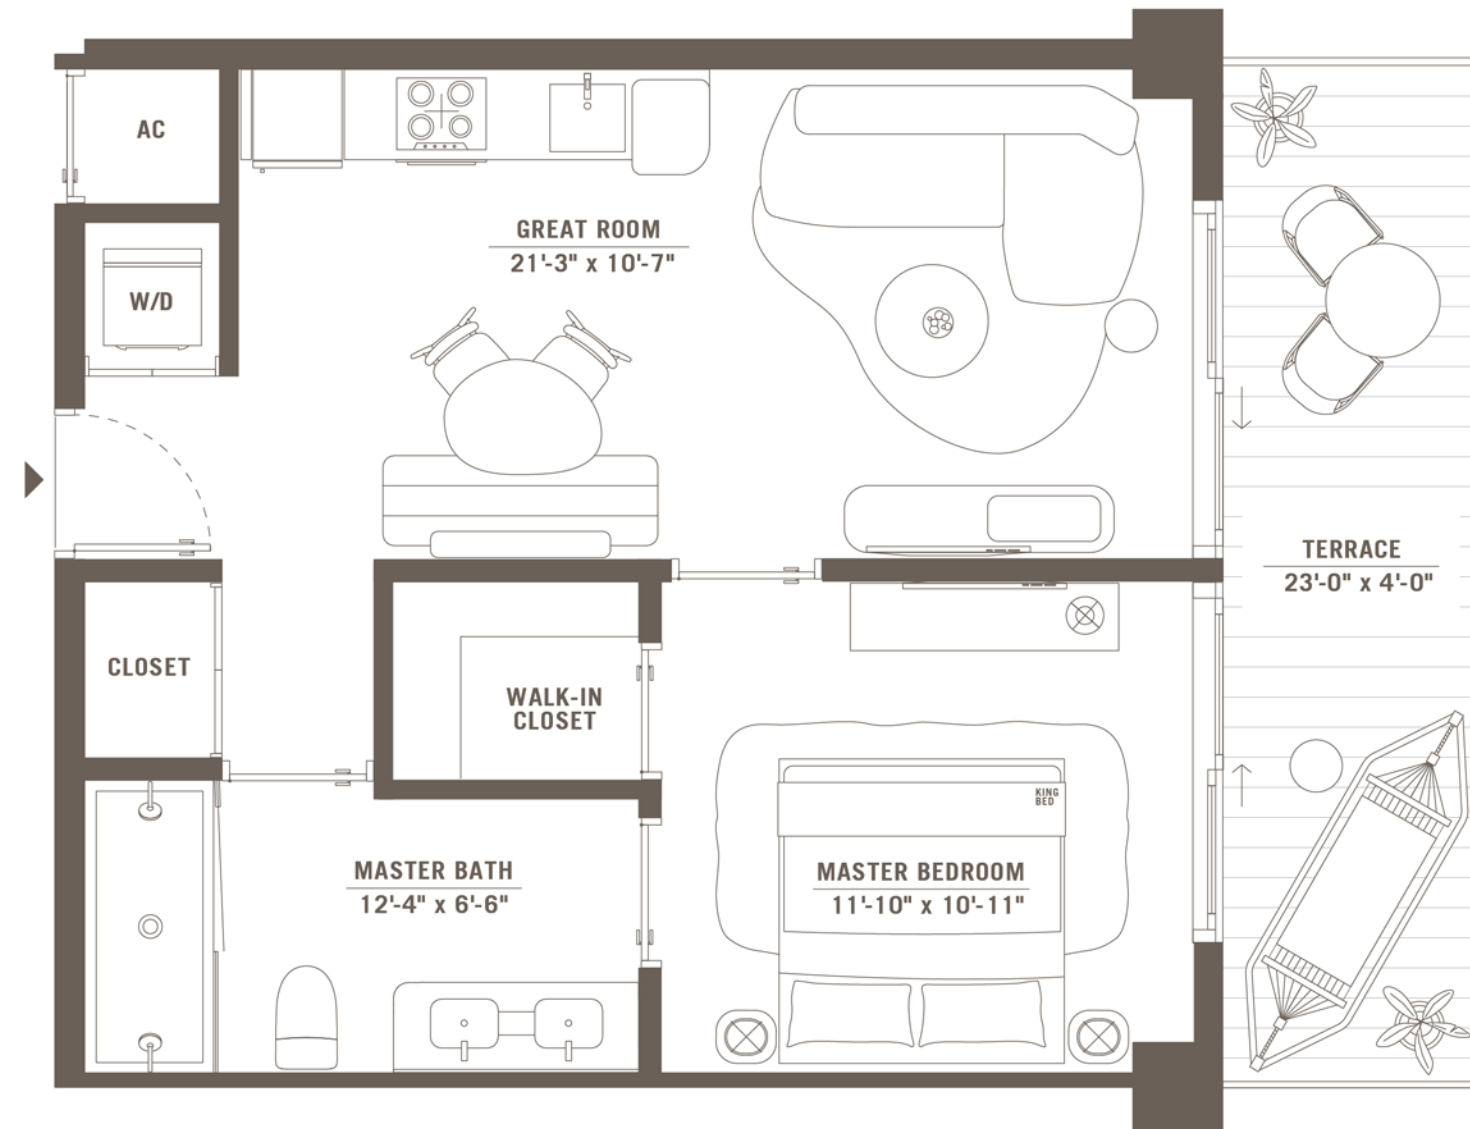 AC
GREAT ROOM
21'-3" x 10'-7"
W/D
TERRACE
23'-0" x 4'-0"
CLOSET
WALK-IN
CLOSET
KING
BED
MASTER BATH
12'-4" x 6'-6"
MASTER BEDROOM
11'-10" x 10'-11"